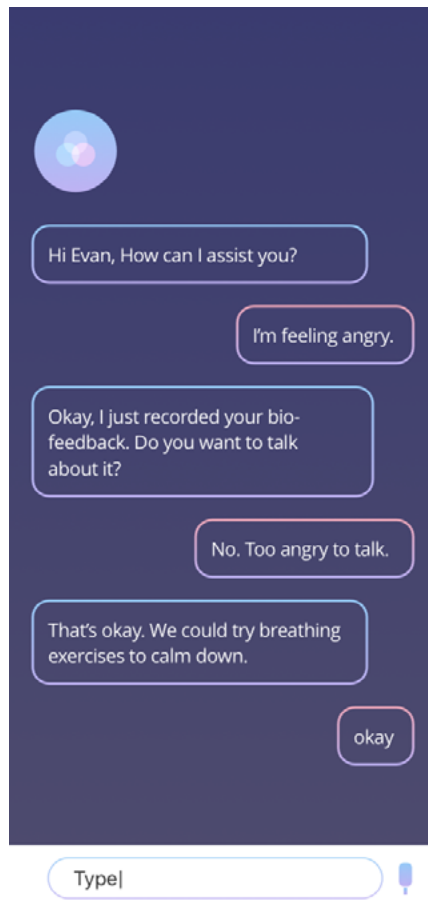 Hi Evan, How can I assist you?
I'm feeling angry.
Okay, I just recorded your bio-
feedback. Do you want to talk
about it?
No. Too angry to talk.
That's okay. We could try breathing
exercises to calm down.
okay
Type|